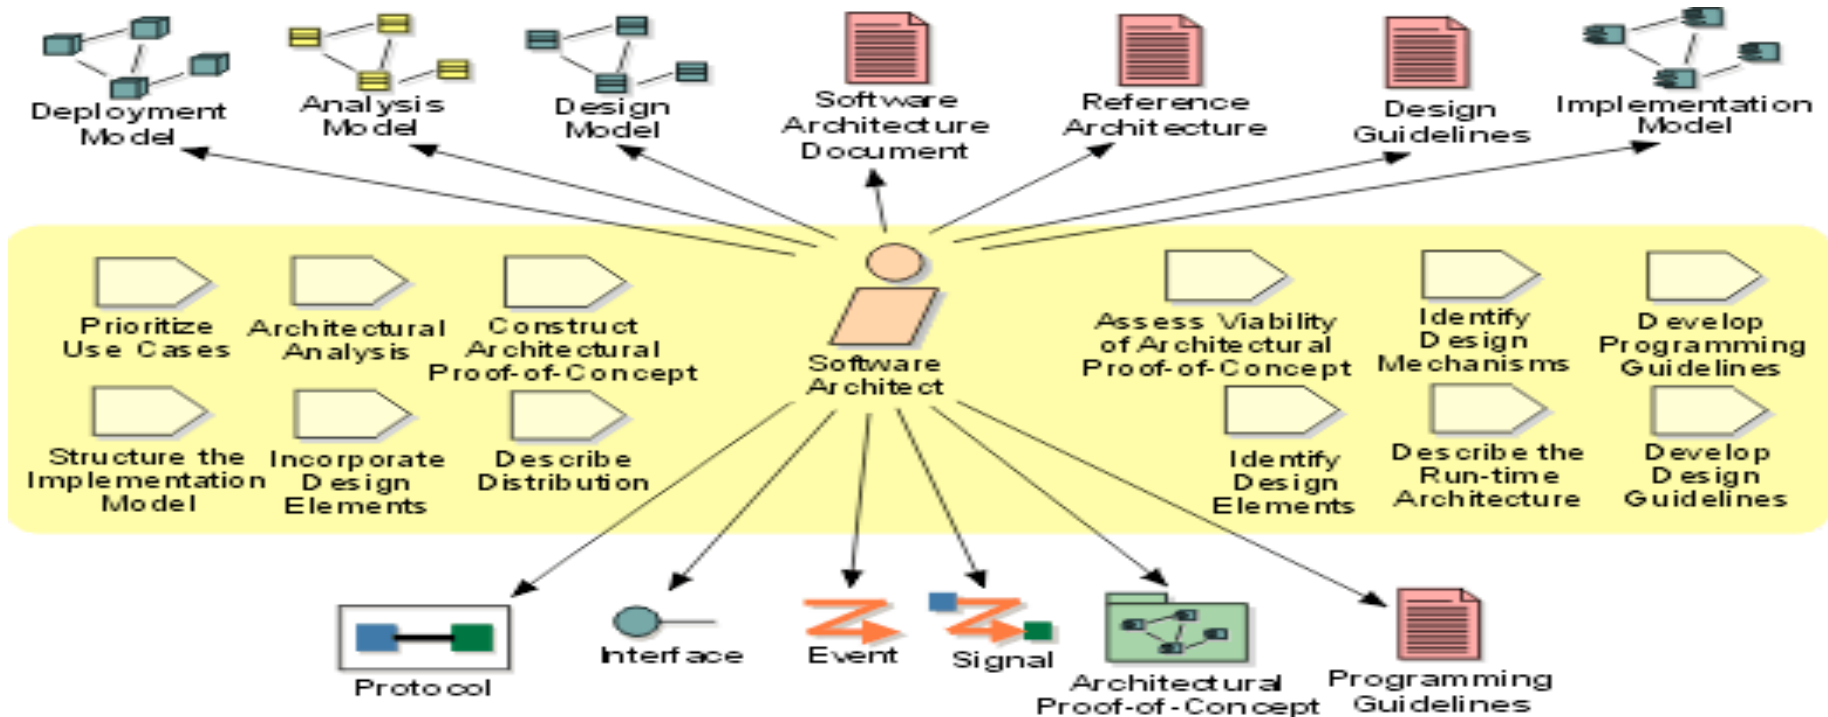 Deployment
Model
Analysis
Model
Design
Model
Software
Architecture
Document
Reference
Architecture
Design
Guidelines
Implementation
Model
Prioritize
Use Cases
Architectural
Analysis
Construct
Architectural
Proof-of-Concept
Software
Architect
Assess Viability
of Architectural
Proof-of-Concept
Identify
Design
Mechanisms
Develop
Programming
Guidelines
Structure the
Implementation
Model
Incorporate
Design
Elements
Describe
Distribution
Identify
Design
Elements
Describe the
Run-time
Architecture
Develop
Design
Guidelines
Protocol
Interface
Event
Signal
Architectural
Proof-of-Concept
Programming
Guidelines